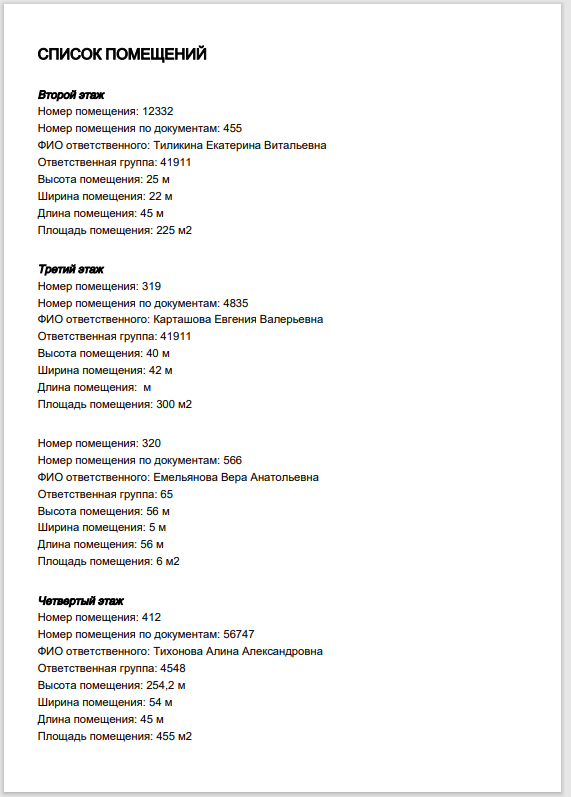 СПИСОК ПОМЕЩЕНИЙ
Второй этаж
Номер помещения: 12332
Номер помещения по документам: 455
ФИО ответственного: Тиликина Екатерина Витальевна
Ответственная группа: 41911
Высота помещения: 25 м
Ширина помещения: 22 м
Длина помещения: 45 м
Площадь помещения: 225 м2
Третий этаж
Номер помещения: 319
Номер помещения по документам: 4835
ФИО ответственного: Карташова Евгения Валерьевна
Ответственная группа: 41911
Высота помещения: 40 м
Ширина помещения: 42 м
Длина помещения:  м
Площадь помещения: 300 м2
Номер помещения: 320
Номер помещения по документам: 566
ФИО ответственного: Емельянова Вера Анатольевна
Ответственная группа: 65
Высота помещения: 56 м
Ширина помещения: 5 м
Длина помещения: 56 м
Площадь помещения: 6 м2
Четвертый этаж
Номер помещения: 412
Номер помещения по документам: 56747
ФИО ответственного: Тихонова Алина Александровна
Ответственная группа: 4548
Высота помещения: 254,2 м
Ширина помещения: 54 м
Длина помещения: 45 м
Площадь помещения: 455 м2